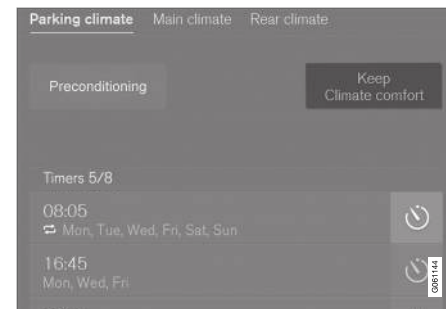 Parking climate Main climate Rear climate
Preconditioning
Keep
Climate comfort
Timers 5/8
08:05
Mon, Tue, Wed, Fri, Sat, Sun
16:45
Mon, Wed, Fri
G061144